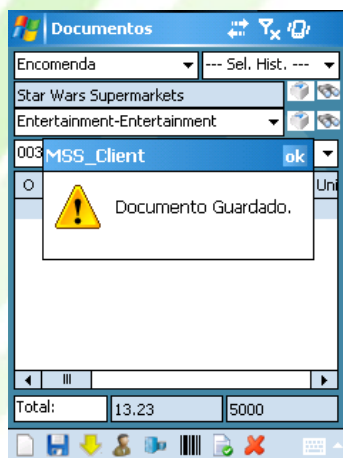 Documentos
Encomenda --- Sel. Hist. ---
Star Wars Supermarkets
Entertainment-Entertainment
003
MSS_Client ok
O Uni
Documento Guardado.
Total: 13.23 5000